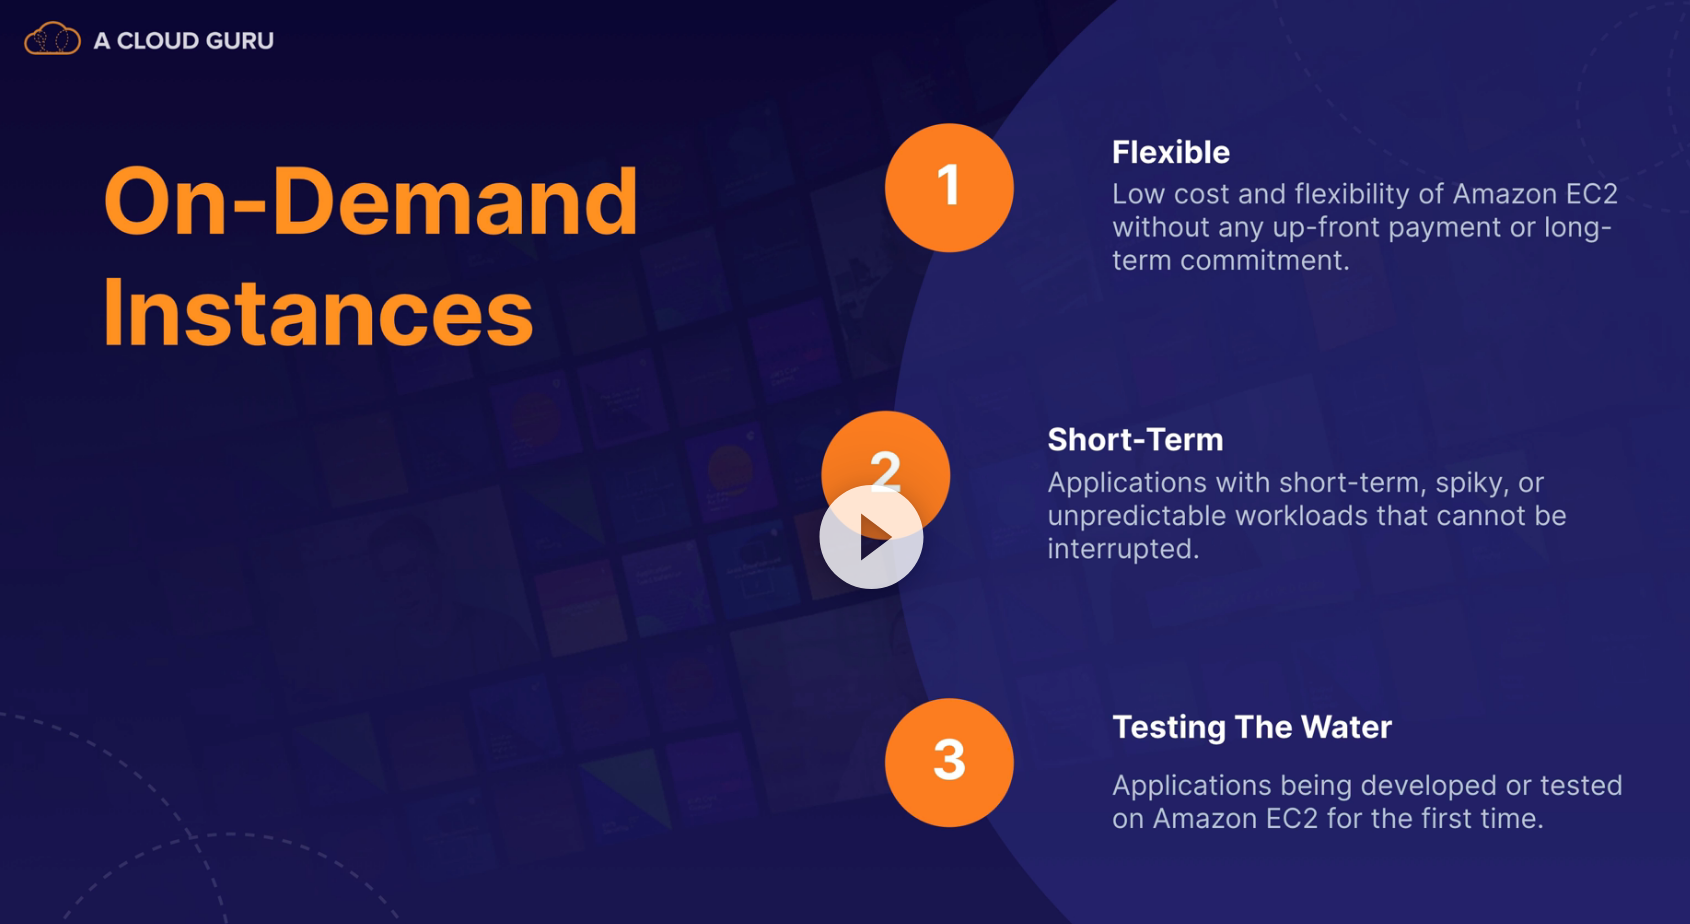 A CLOUD GURU
On-Demand
Instances
1
Flexible
Low cost and flexibility of Amazon EC2
without any up-front payment or long-
term commitment.
2
Short-Term
Applications with short-term, spiky, or
unpredictable workloads that cannot be
interrupted.
3
Testing The Water
Applications being developed or tested
on Amazon EC2 for the first time.